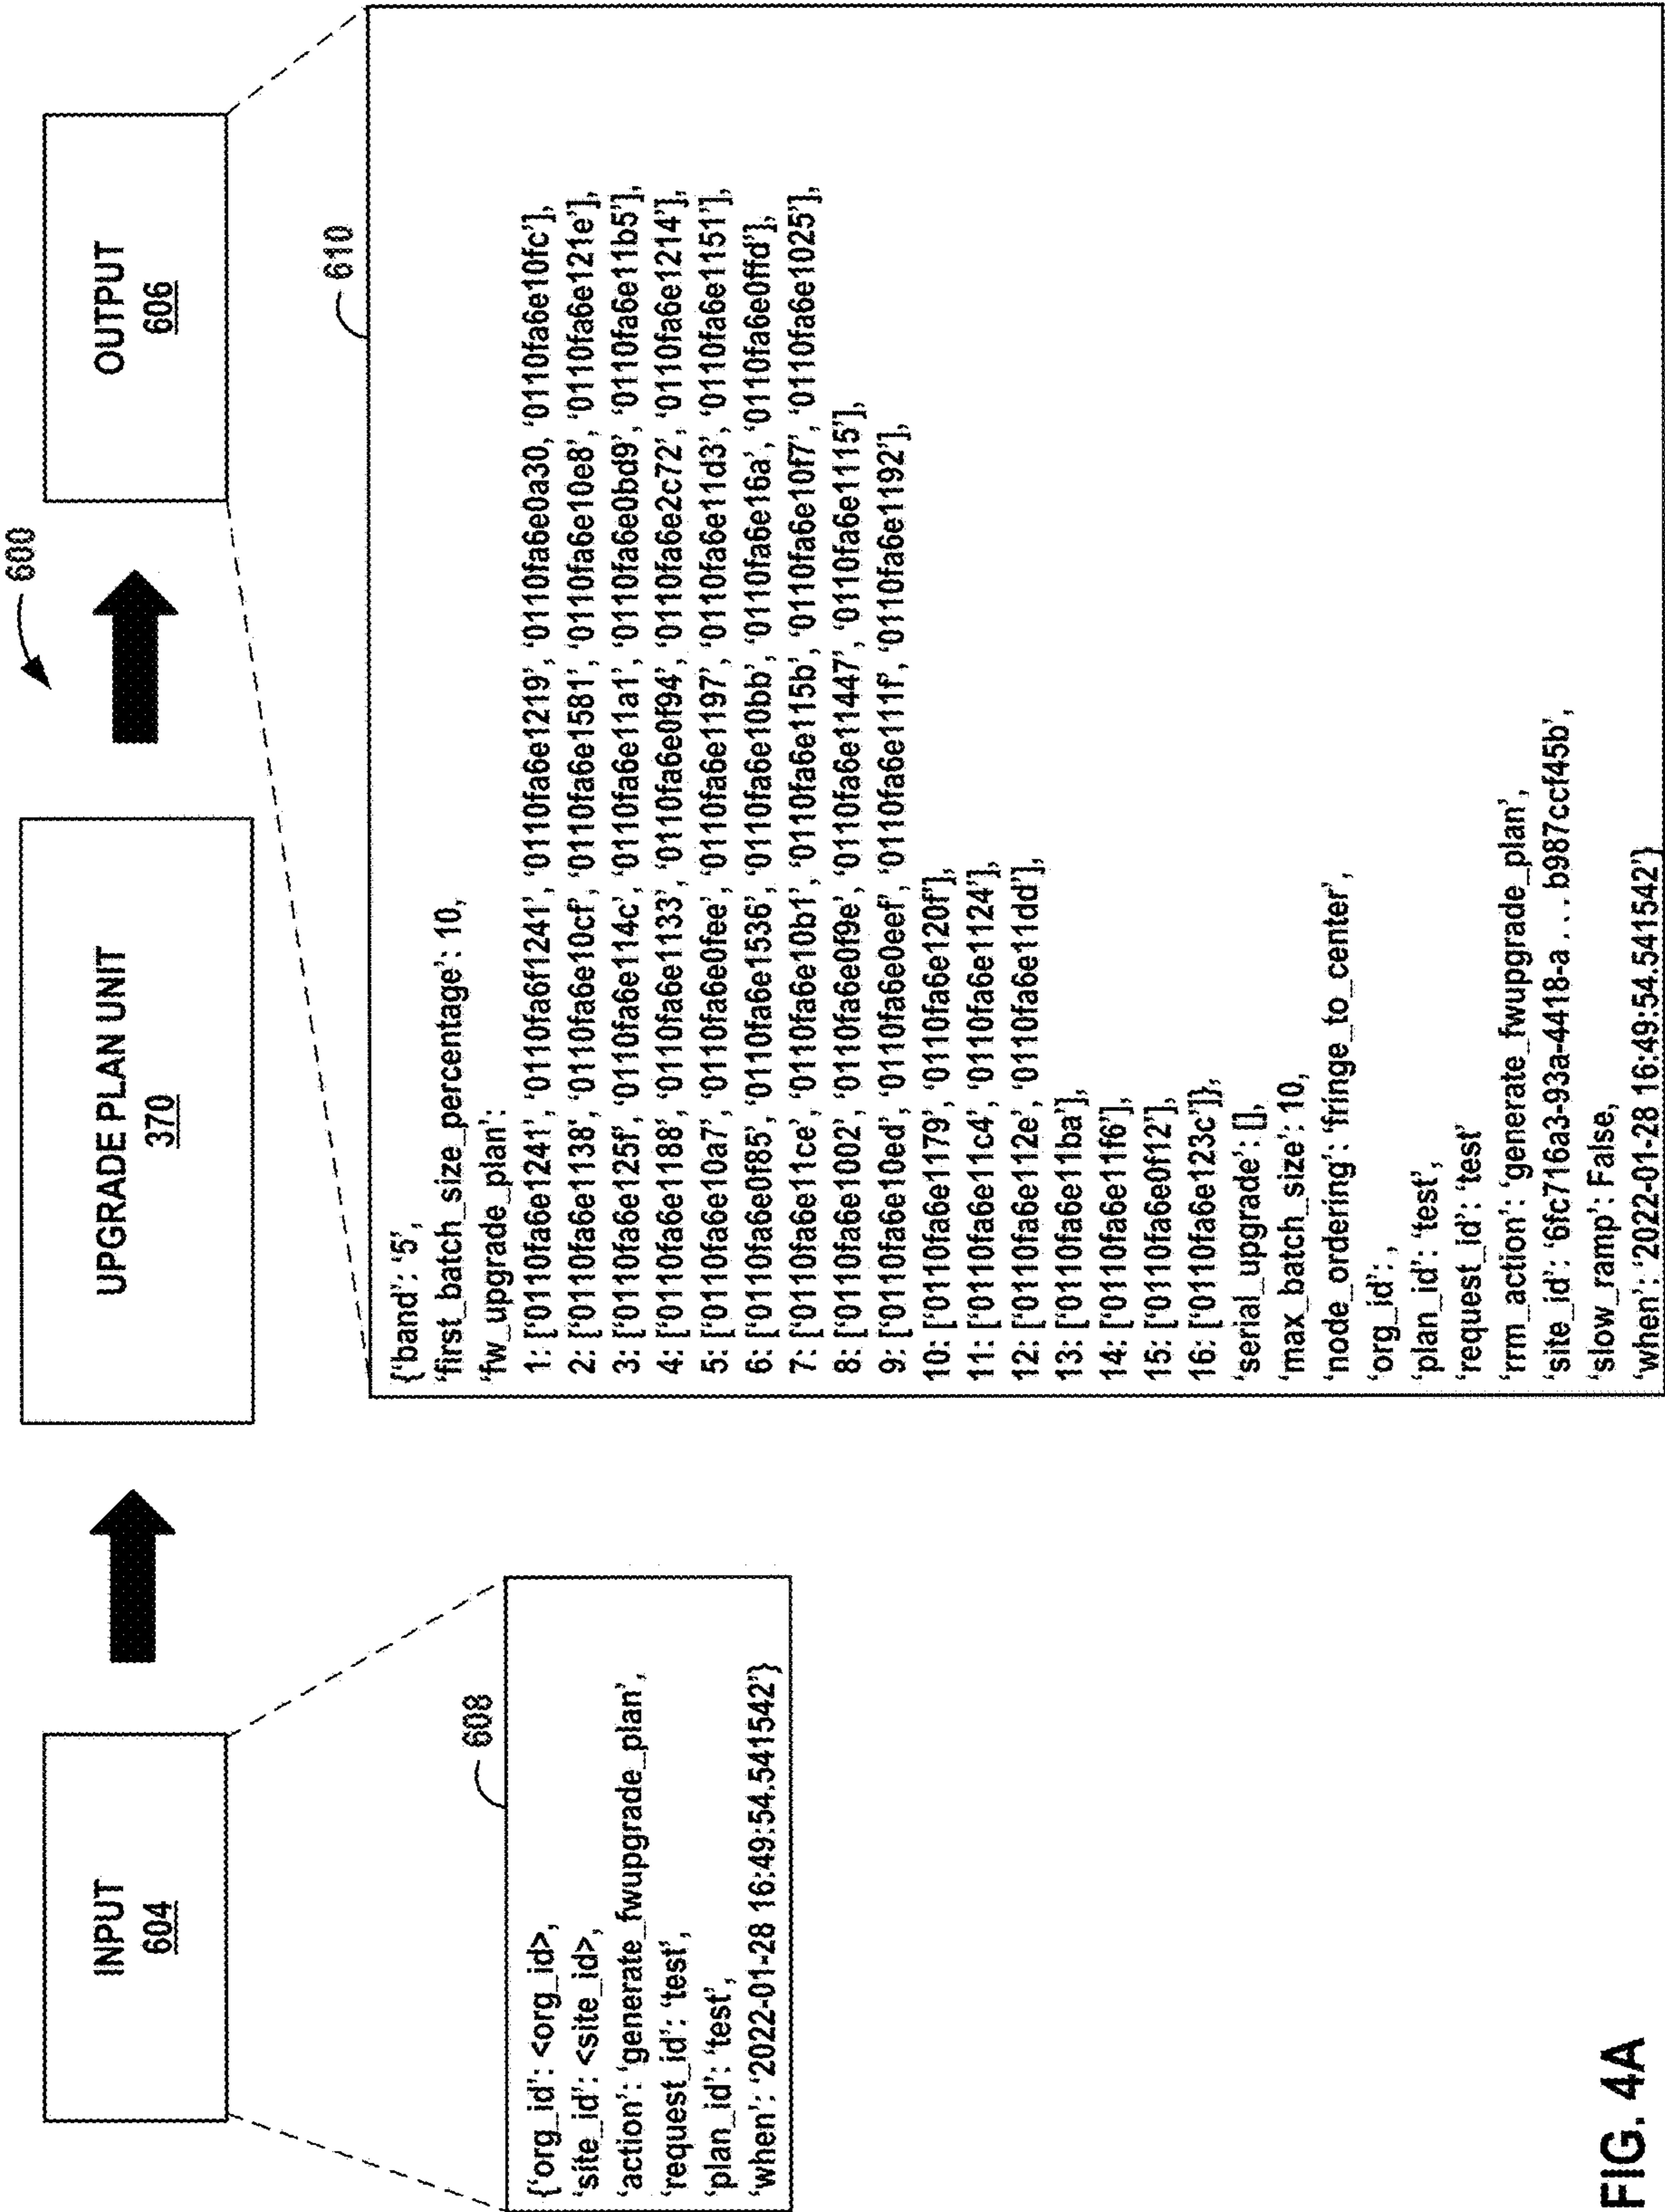 600
INPUT
604
UPGRADE PLAN UNIT
370
OUTPUT
606
608
{‘org_id’: <org_id>,
‘site_id’: <site_id>,
‘action’: ‘generate_fwupgrade_plan’,
‘request_id’: ‘test’,
‘plan_id’: ‘test’,
‘when’: ‘2022-01-28 16:49:54.541542’}
610
{‘band’: ‘5’,
‘first_batch_size_percentage’: 10,
‘fw_upgrade_plan’:
1: [‘0110fa6e1241’, ‘0110fa6f1241’, ‘0110fa6e1219’, ‘0110fa6e0a30, ‘0110fa6e10fc’],
2: [‘0110fa6e1138’, ‘0110fa6e10cf’, ‘0110fa6e1581’, ‘0110fa6e10e8’, ‘0110fa6e121e’],
3: [‘0110fa6e125f’, ‘0110fa6e114c’, ‘0110fa6e11a1’, ‘0110fa6e0bd9’, ‘0110fa6e11b5’],
4: [‘0110fa6e1188’, ‘0110fa6e1133’, ‘0110fa6e0f94’, ‘0110fa6e2c72’, ‘0110fa6e1214’],
5: [‘0110fa6e10a7’, ‘0110fa6e0fee’, ‘0110fa6e1197’, ‘0110fa6e11d3’, ‘0110fa6e1151’],
6: [‘0110fa6e0f85’, ‘0110fa6e1536’, ‘0110fa6e10bb’, ‘0110fa6e16a’, ‘0110fa6e0ffd’],
7: [‘0110fa6e11ce’, ‘0110fa6e10b1’, ‘0110fa6e115b’, ‘0110fa6e10f7’, ‘0110fa6e1025’],
8: [‘0110fa6e1002’, ‘0110fa6e0f9e’, ‘0110fa6e11447’, ‘0110fa6e1115’],
9: [‘0110fa6e10ed’, ‘0110fa6e0eef’, ‘0110fa6e111f’, ‘0110fa6e1192’],
10: [‘0110fa6e1179’, ‘0110fa6e120f’],
11: [‘0110fa6e11c4’, ‘0110fa6e1124’],
12: [‘0110fa6e112e’, ‘0110fa6e11dd’],
13: [‘0110fa6e11ba’],
14: [‘0110fa6e11f6’],
15: [‘0110fa6e0f12’],
16: [‘0110fa6e123c’]},
‘serial_upgrade’: [],
‘max_batch_size’: 10,
‘node_ordering’: ‘fringe_to_center’,
‘org_id’: ,
‘plan_id’: ‘test’,
‘request_id’: ‘test’
‘rrm_action’: ‘generate_fwupgrade_plan’,
‘site_id’: ‘6fc716a3-93a-4418-a . . . b987ccf45b’,
‘slow_ramp’: False,
‘when’: ‘2022-01-28 16:49:54.541542’}
FIG. 4A